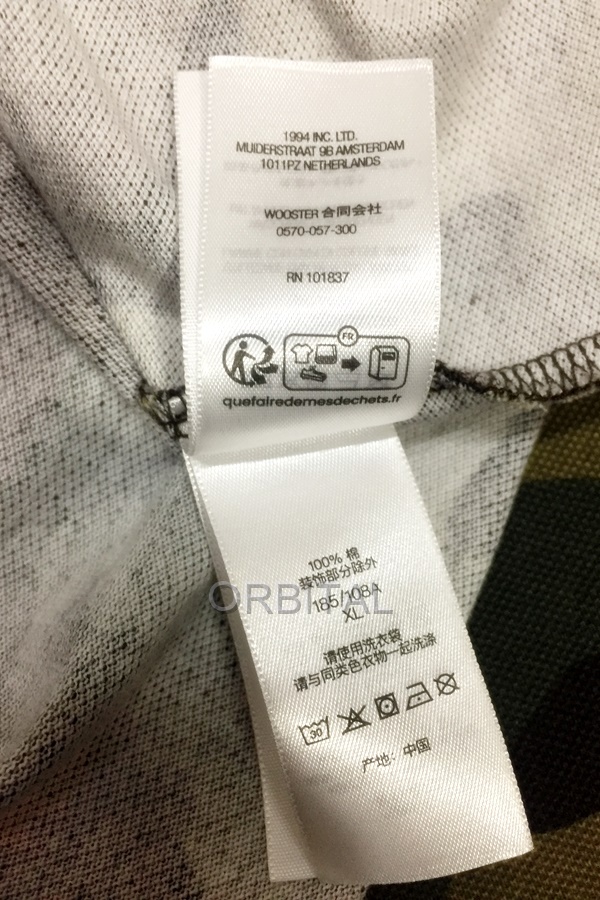 1994 INC. LTD.
MUIDERSTRAAT 9B AMSTERDAM
1011PZ NETHERLANDS
WOOSTER 合同会社
0570-057-300
RN 101837
FR
quefairedemesdechets.fr
100% 棉
装饰部分除外
ORBITAL
185/108A
XL
请使用洗衣袋
请与同类色衣物一起洗涤
30
产地：中国